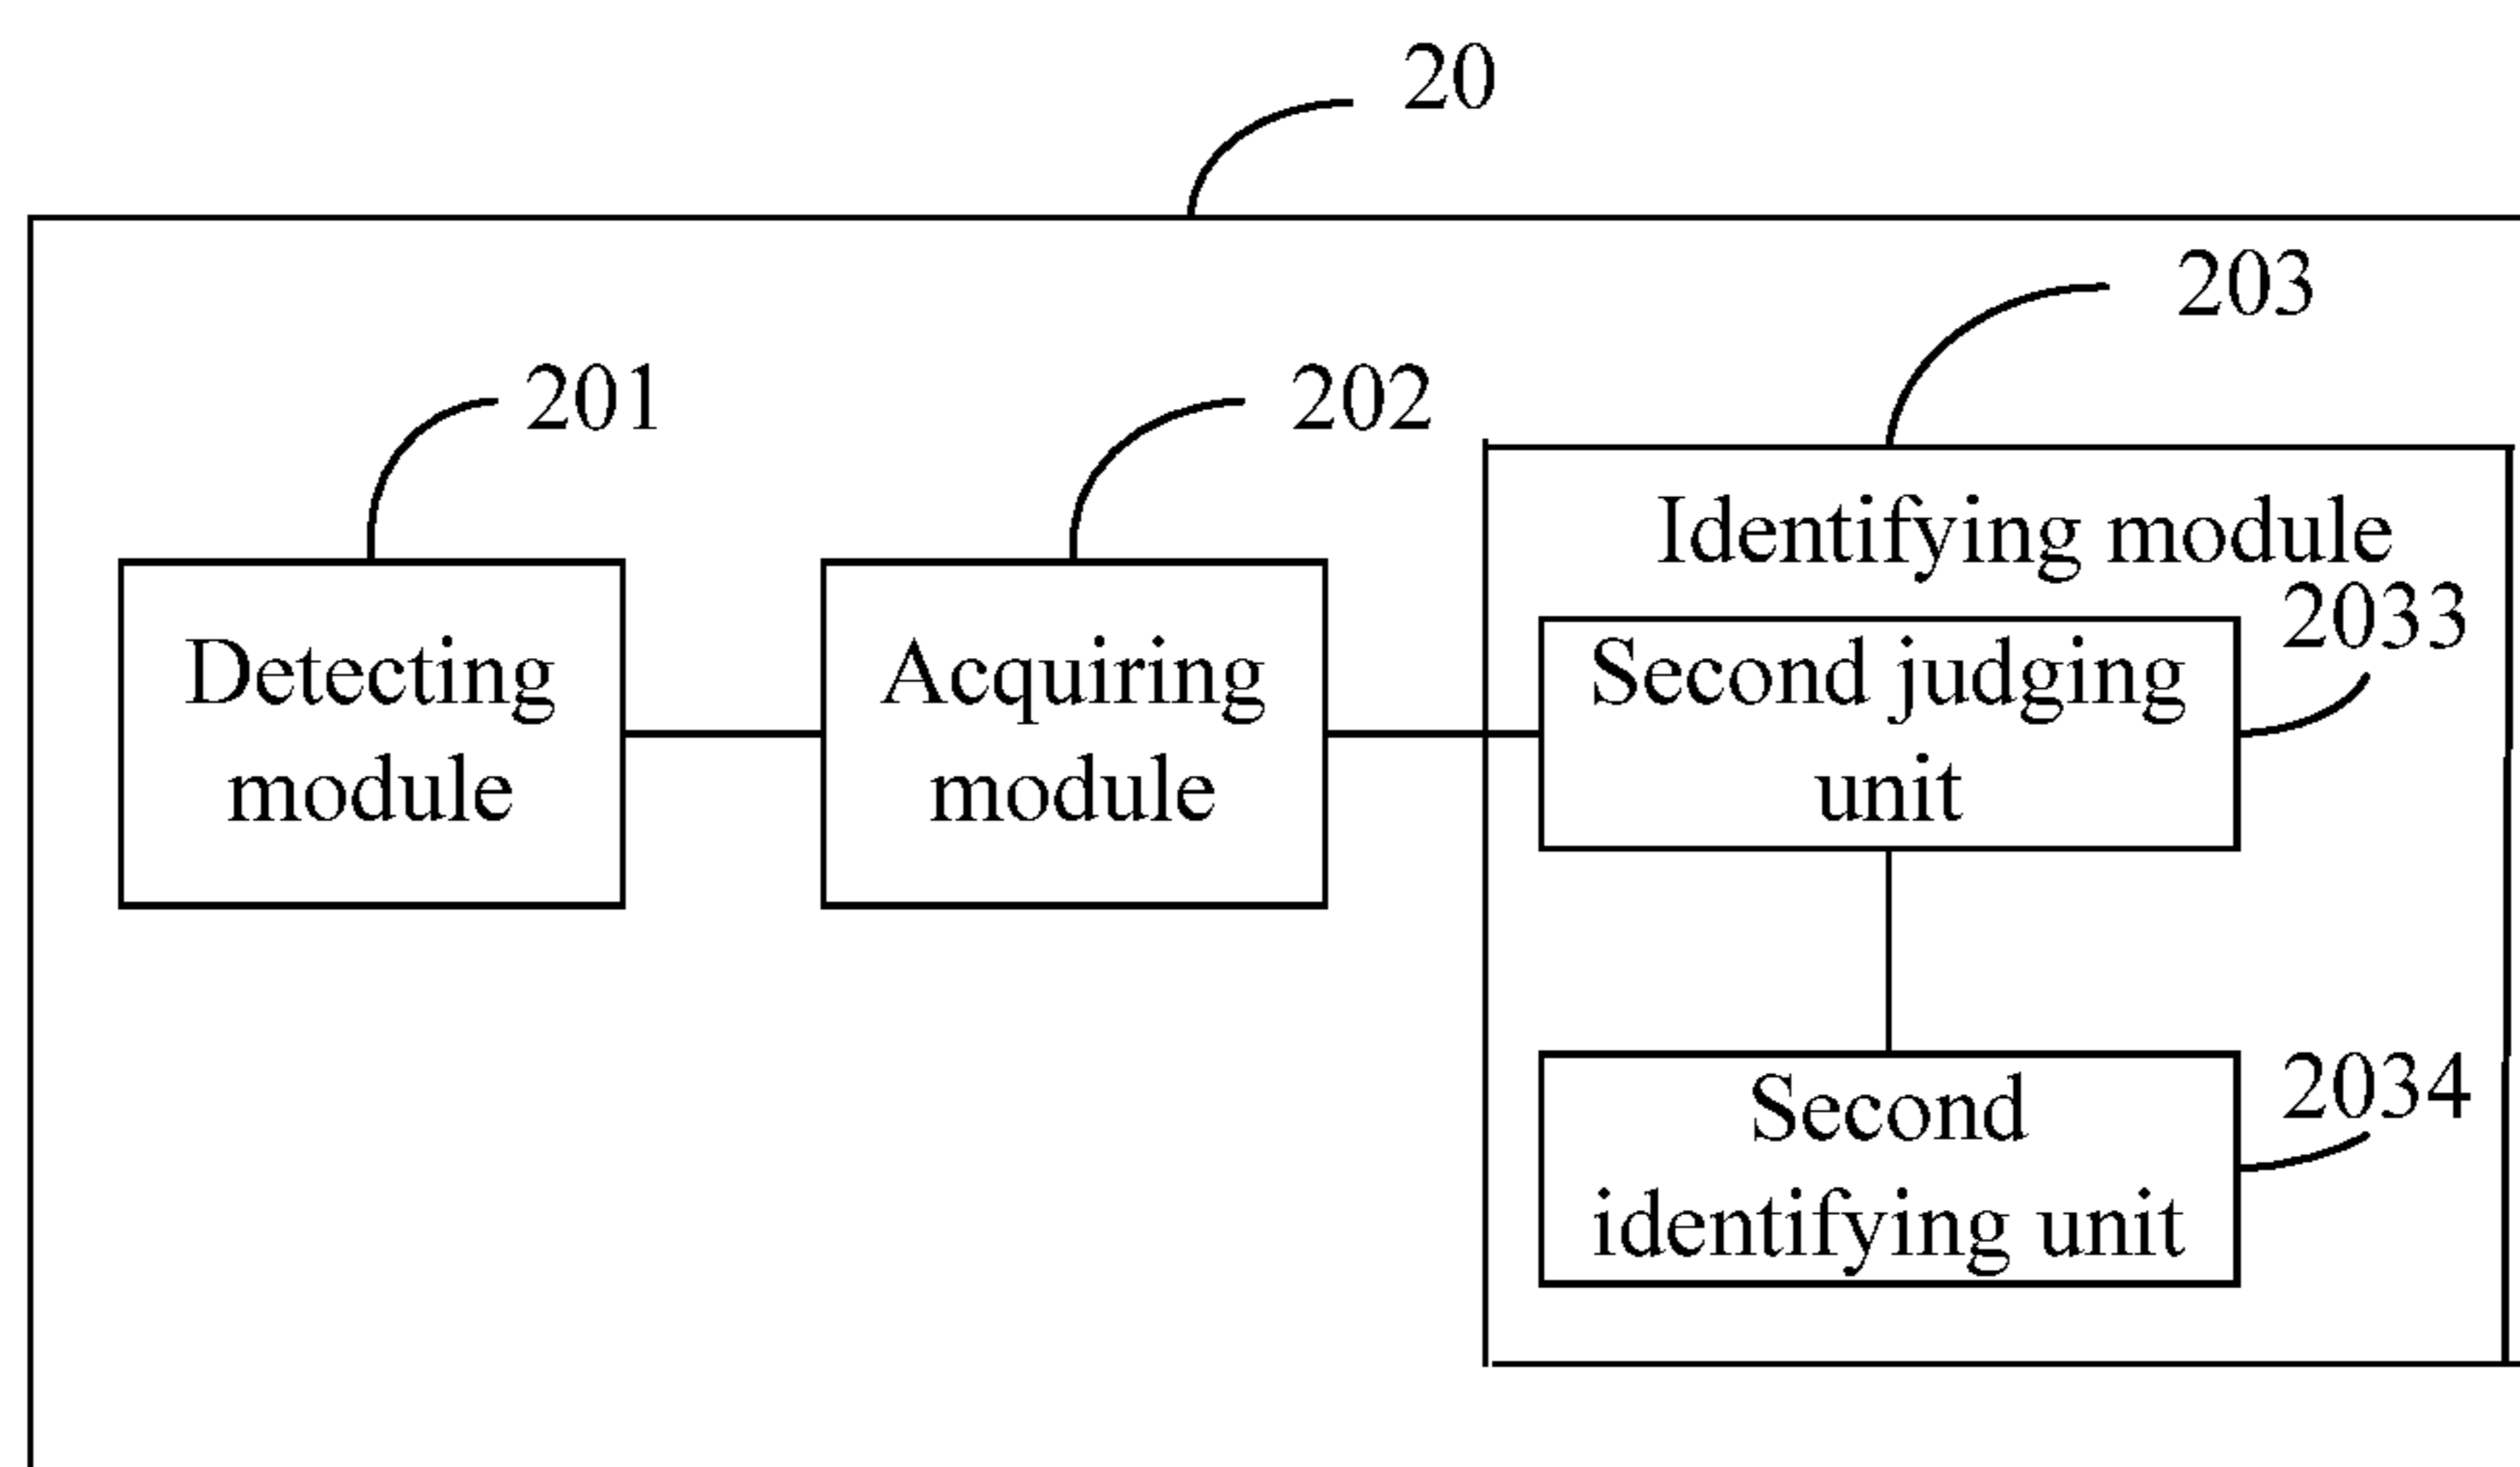 20
203
201
202
Identifying module
2033
Detecting
module
Acquiring
module
Second judging
unit
2034
Second
identifying unit